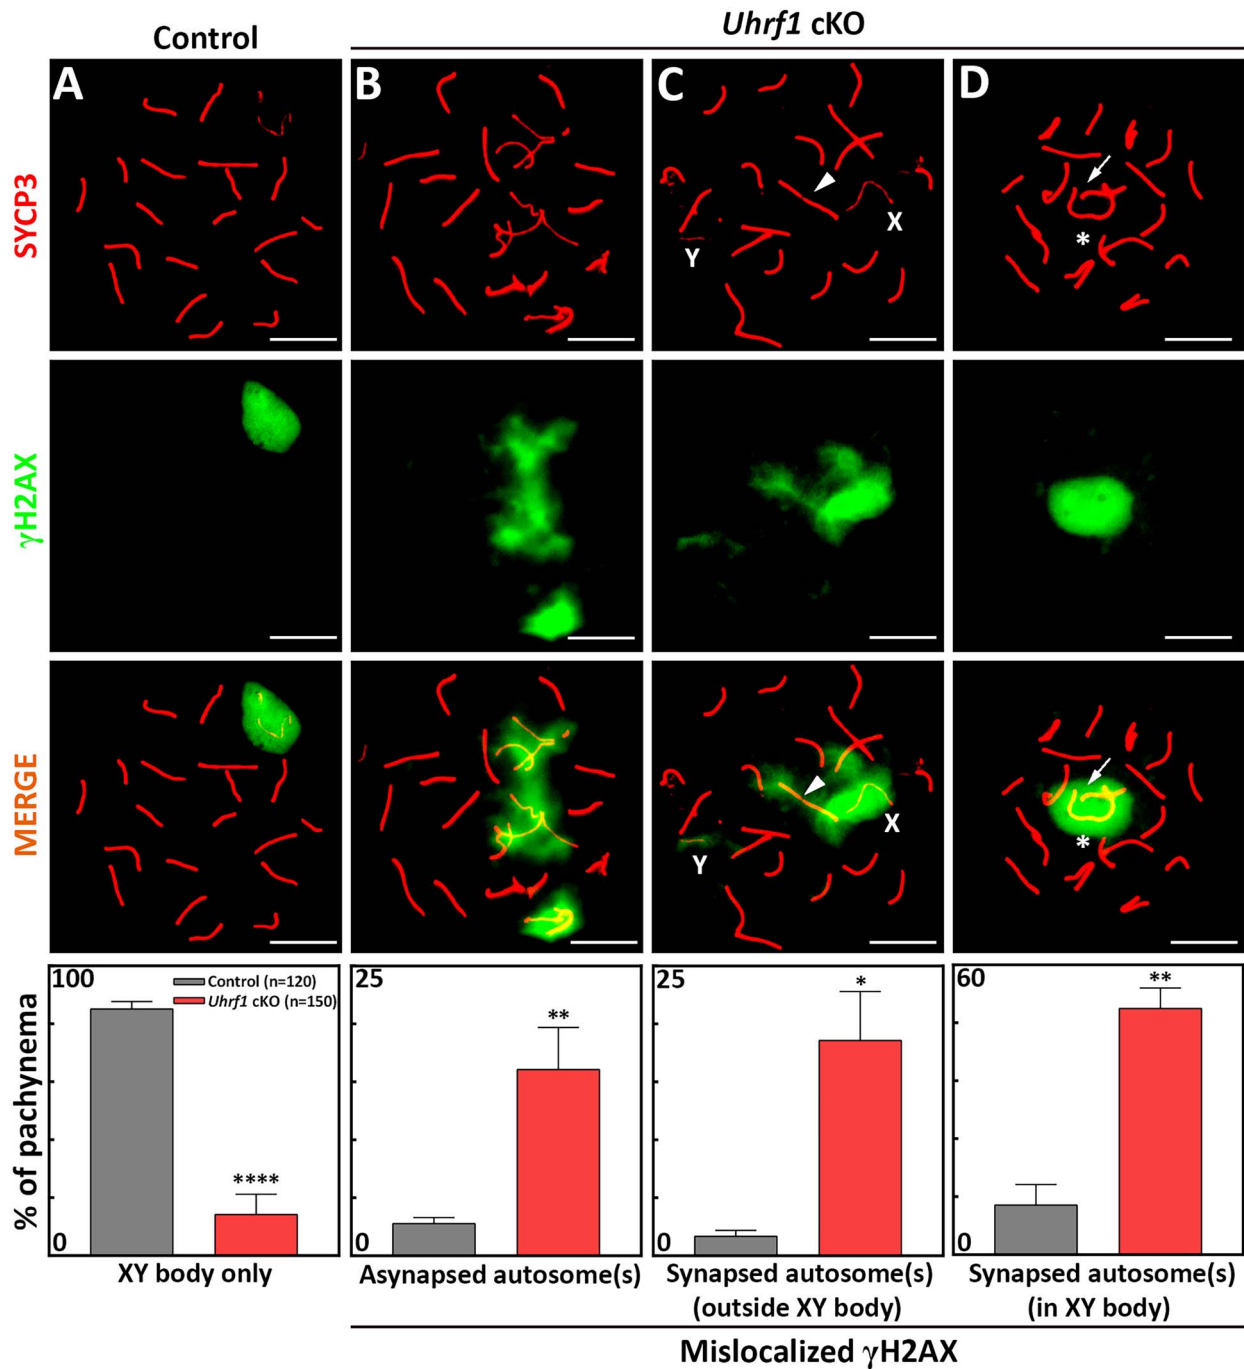 Control
Uhrf1 cKO
A
B
C
D
SYCP3
X
Y
*
γH2AX
MERGE
X
Y
*
% of pachynema
100
0
Control (n=120)
Uhrf1 cKO (n=150)
****
XY body only
25
0
**
Asynapsed autosome(s)
25
0
*
Synapsed autosome(s)
(outside XY body)
60
0
**
Synapsed autosome(s)
(in XY body)
Mislocalized γH2AX